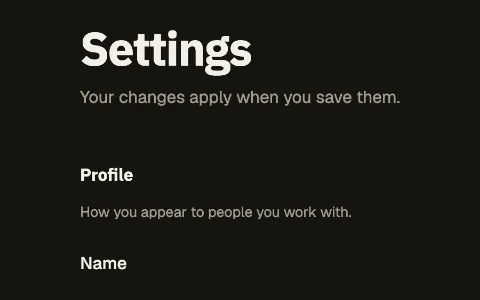 Settings
Your changes apply when you save them.
Profile
How you appear to people you work with.
Name